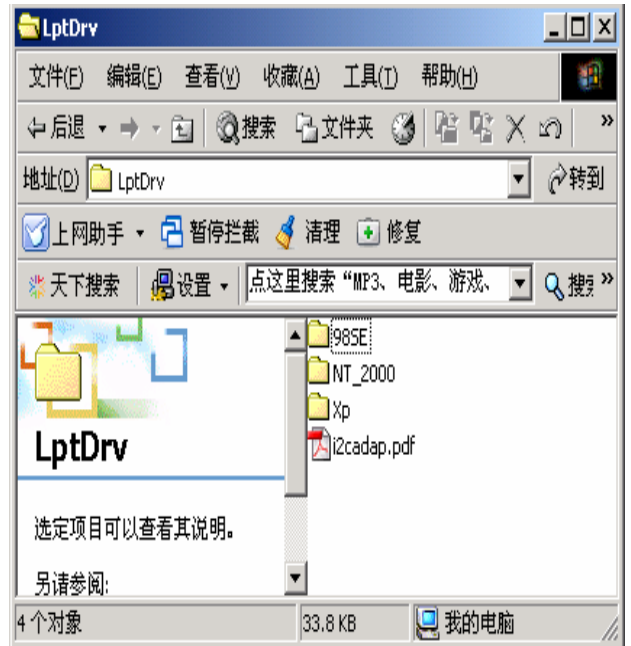 LptDrv
文件(F) 编辑(E) 查看(V) 收藏(A) 工具(T) 帮助(H)
后退 搜索 文件夹 »
地址(D) LptDrv 转到
上网助手 暂停拦截 清理 修复
天下搜索 设置 点这里搜索“MP3、电影、游戏、 搜 »
98SE
NT_2000
Xp
i2cadap.pdf
LptDrv
选定项目可以查看其说明。
另请参阅:
4 个对象 33.8 KB 我的电脑